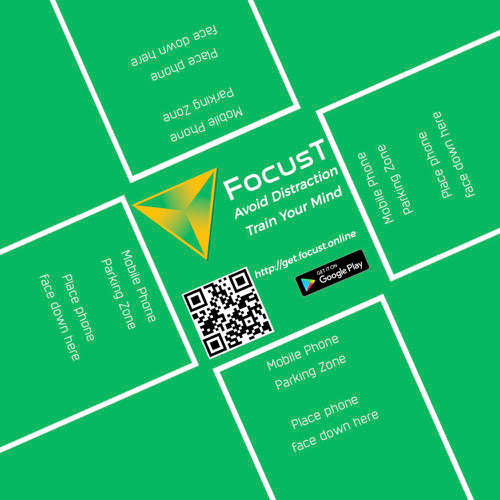 Mobile Phone
Parking Zone
Place phone
face down here
FocusT
Avoid Distraction
Train Your Mind
http://get.focust.online
GET IT ON
Google Play
Mobile Phone
Parking Zone
Place phone
face down here
Mobile Phone
Parking Zone
Place phone
face down here
Mobile Phone
Parking Zone
Place phone
face down here